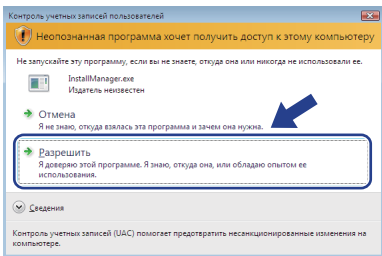 Контроль учетных записей пользователей
Неопознанная программа хочет получить доступ к этому компьютеру
Не запускайте эту программу, если вы не знаете, откуда она или никогда не использовали ее.
InstallManager.exe
Издатель неизвестен
Отмена
Я не знаю, откуда взялась эта программа и зачем она нужна.
Разрешить
Я доверяю этой программе. Я знаю, откуда она, или обладаю опытом ее
использования.
Сведения
Контроль учетных записей (UAC) помогает предотвратить несанкционированные изменения на
компьютере.